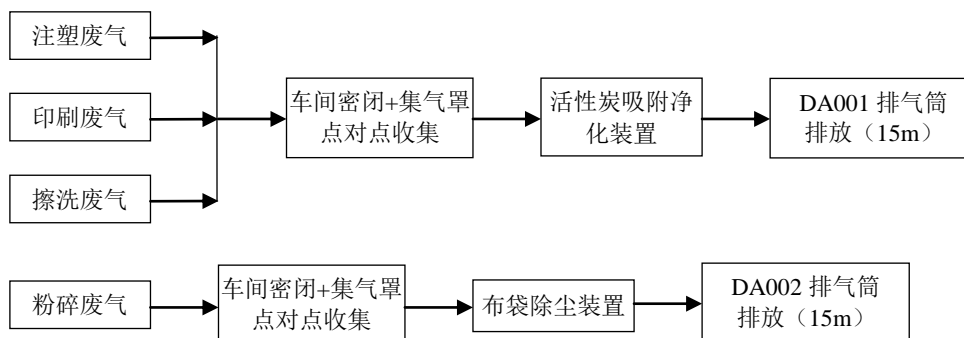 注塑废气
印刷废气
擦洗废气
车间密闭+集气罩
点对点收集
活性炭吸附净
化装置
DA001 排气筒
排放（15m）
粉碎废气
车间密闭+集气罩
点对点收集
布袋除尘装置
DA002 排气筒
排放（15m）